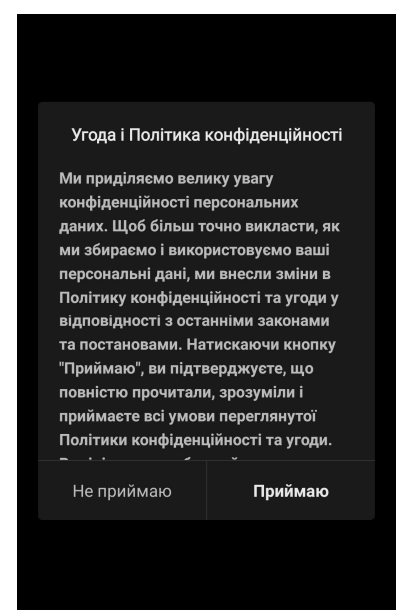 Угода і Політика конфіденційності
Ми приділяємо велику увагу
конфіденційності персональних
даних. Щоб більш точно викласти, як
ми збираємо і використовуємо ваші
персональні дані, ми внесли зміни в
Політику конфіденційності та угоди у
відповідності з останніми законами
та постановами. Натискаючи кнопку
"Приймаю", ви підтверджуєте, що
повністю прочитали, зрозуміли і
приймаєте всі умови переглянутої
Політики конфіденційності та угоди.
Не приймаю
Приймаю